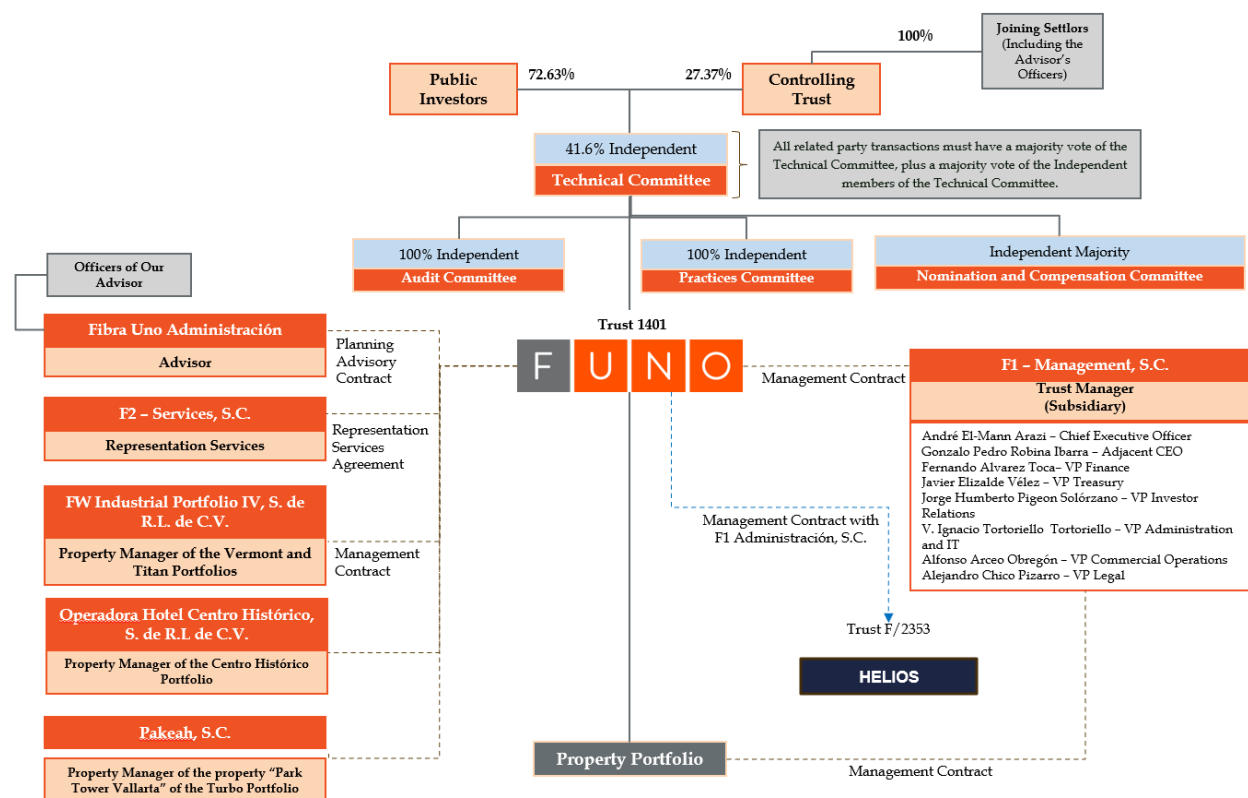 100%
Joining Settlors
(Including the
Advisor's
Officers)
Public
Investors
72.63%
27.37%
Controlling
Trust
41.6% Independent
Technical Committee
All related party transactions must have a majority vote of the
Technical Committee, plus a majority vote of the Independent
members of the Technical Committee.
100% Independent
Audit Committee
100% Independent
Practices Committee
Independent Majority
Nomination and Compensation Committee
Officers of Our
Advisor
Fibra Uno Administración
Advisor
Planning
Advisory
Contract
F2 – Services, S.C.
Representation Services
Representation
Services
Agreement
FW Industrial Portfolio IV, S. de
R.L. de C.V.
Property Manager of the Vermont and
Titan Portfolios
Management
Contract
Operadora Hotel Centro Histórico,
S. de R.L de C.V.
Property Manager of the Centro Histórico
Portfolio
Pakeah, S.C.
Property Manager of the property "Park
Tower Vallarta" of the Turbo Portfolio
Trust 1401
FUNO
Management Contract
F1 – Management, S.C.
Trust Manager
(Subsidiary)
André El-Mann Arazi – Chief Executive Officer
Gonzalo Pedro Robina Ibarra – Adjacent CEO
Fernando Alvarez Toca– VP Finance
Javier Elizalde Vélez – VP Treasury
Jorge Humberto Pigeon Solórzano – VP Investor
Relations
V. Ignacio Tortoriello  Tortoriello – VP Administration
and IT
Alfonso Arceo Obregón – VP Commercial Operations
Alejandro Chico Pizarro – VP Legal
Management Contract with
F1 Administración, S.C.
Trust F/2353
HELIOS
Property Portfolio
Management Contract